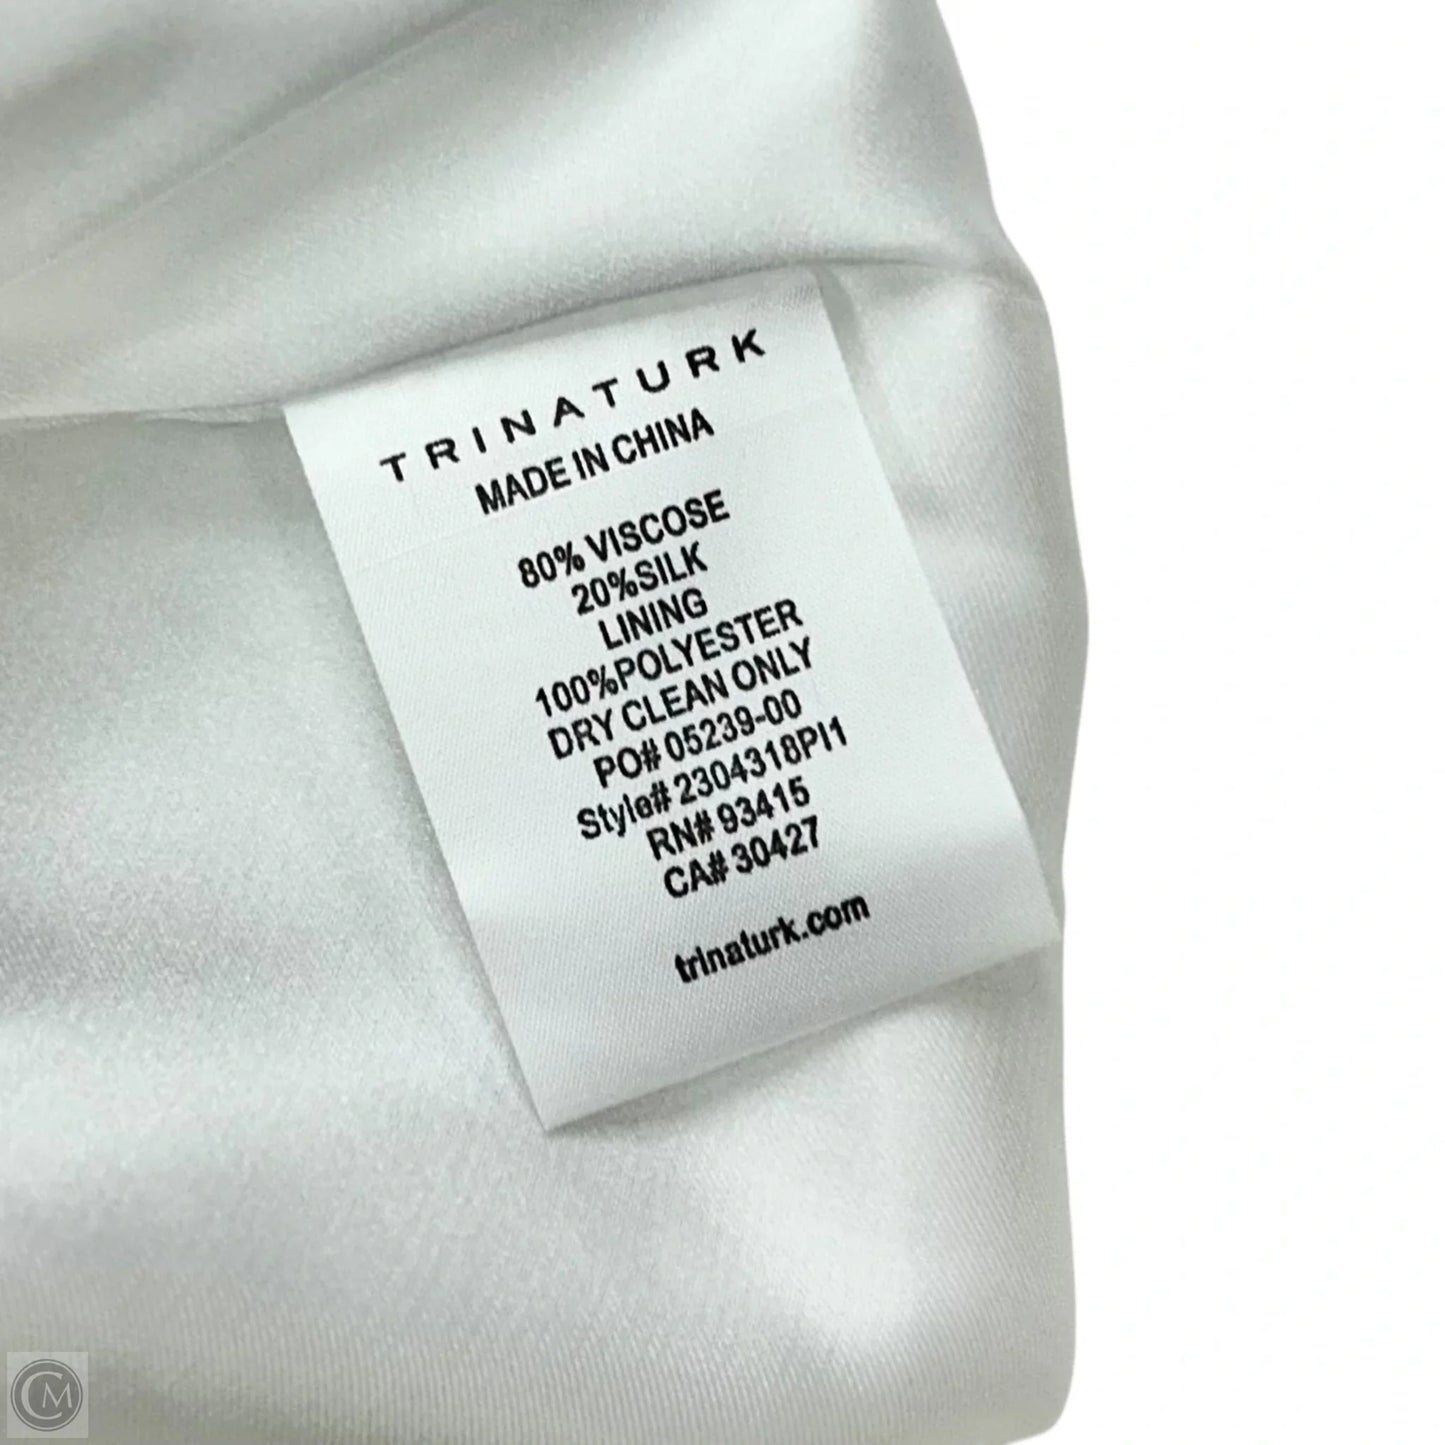 TRINATURK
MADE IN CHINA
80% VISCOSE
20%SILK
LINING
100%POLYESTER
DRY CLEAN ONLY
PO# 05239-00
Style# 2304318PI1
RN# 93415
CA# 30427
trinaturk.com
CM